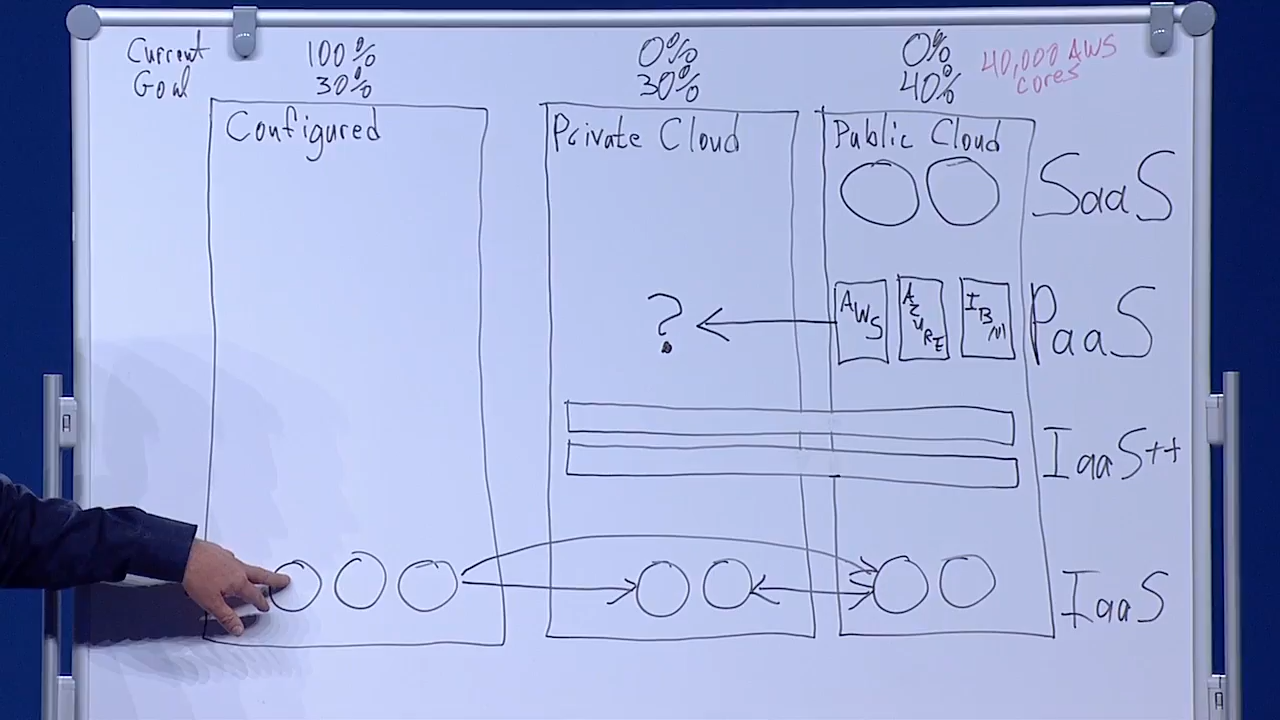 Current 100% 0% 0% 40,000 AWS
Goal 30% 30% 40% cores
Configured Private Cloud Public Cloud
SaaS
? AWS AZURE IBM PaaS
IaaS++
IaaS